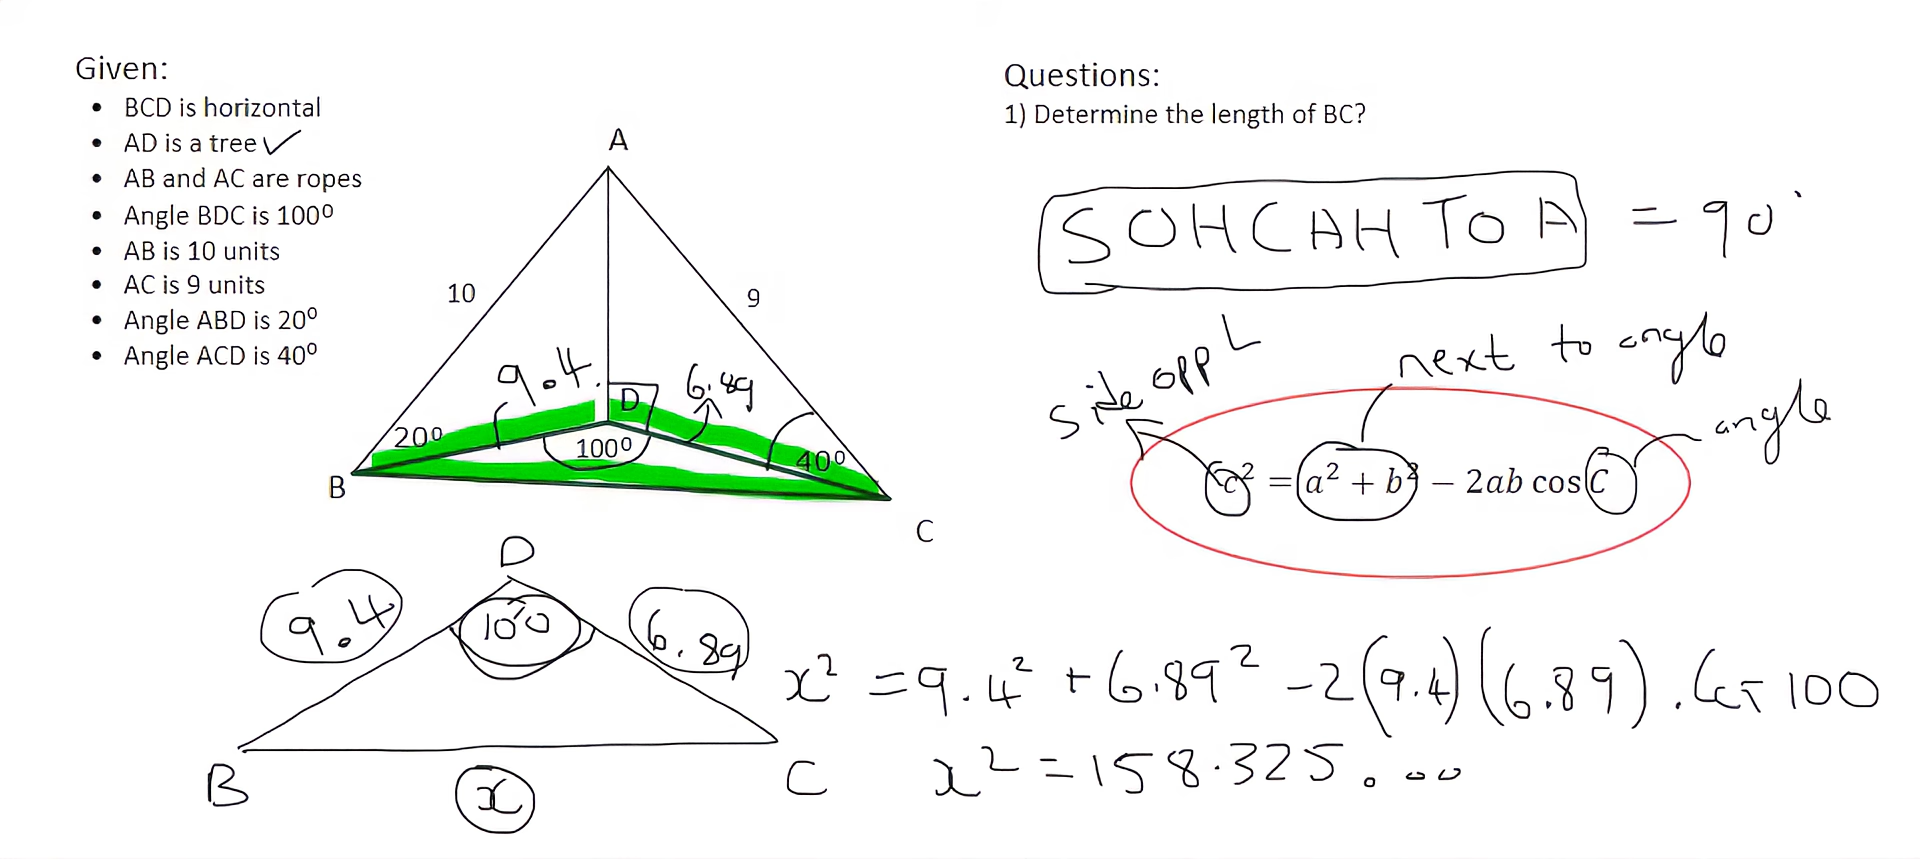 Given:
• BCD is horizontal
• AD is a tree ✓
• AB and AC are ropes
• Angle BDC is 100⁰
• AB is 10 units
• AC is 9 units
• Angle ABD is 20⁰
• Angle ACD is 40⁰
A
10
9
9.4
6.89
D
20⁰
100⁰
40⁰
B
C
D
9.4
100
6.89
B
x
C
Questions:
1) Determine the length of BC?
SOHCAHTOA = 90°
side opp L
next to angle
angle
c² = a² + b² − 2ab cos C
x² = 9.4² + 6.89² - 2(9.4)(6.89). Cos 100
x² = 158.325...